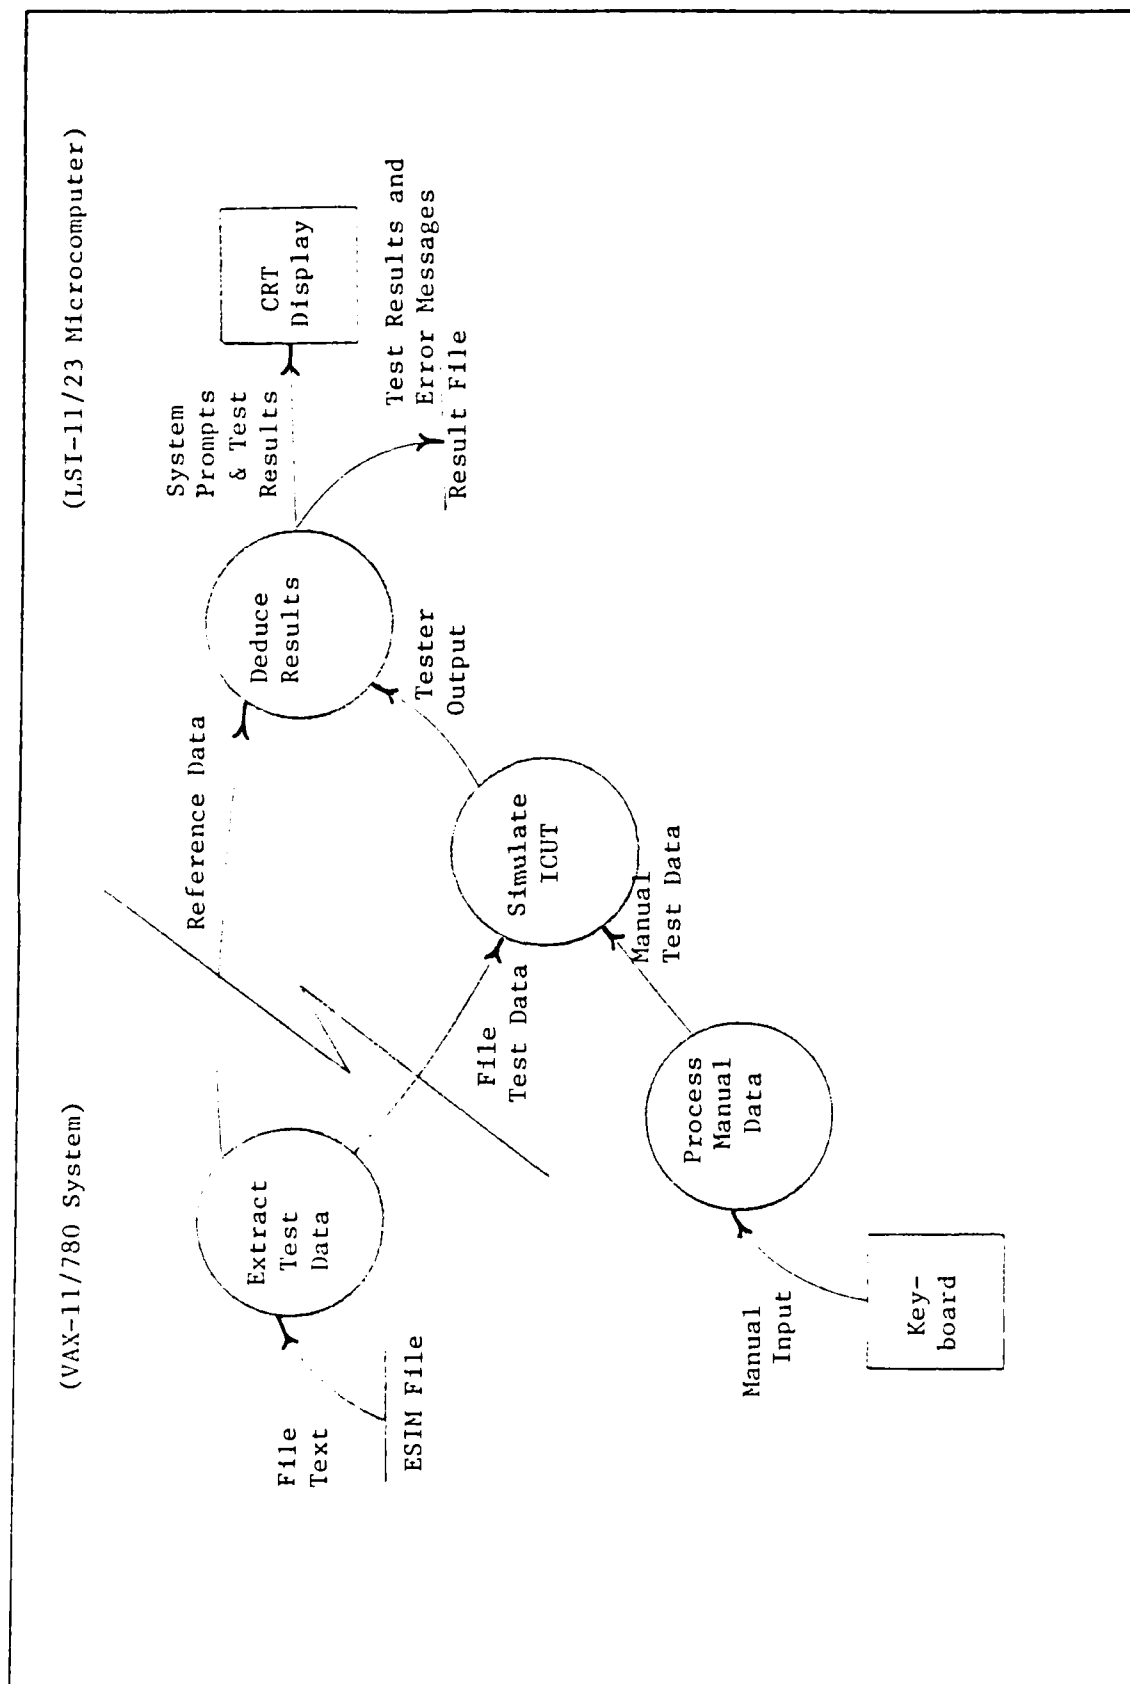 (VAX-11/780 System)
(LSI-11/23 Microcomputer)
File
Text
ESIM File
Extract
Test
Data
Reference Data
File
Test Data
Deduce
Results
System
Prompts
& Test
Results
CRT
Display
Test Results and
Error Messages
Result File
Tester
Output
Simulate
ICUT
Manual
Test Data
Process
Manual
Data
Manual
Input
Key-
board